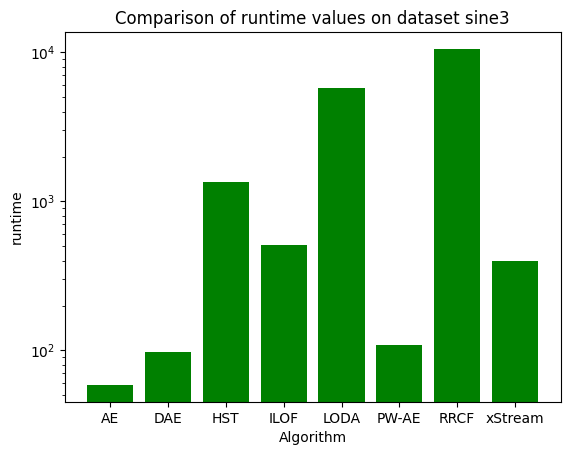 Comparison of runtime values on dataset sine3
10⁴
10³
10²
runtime
AE DAE HST ILOF LODA PW-AE RRCF xStream
Algorithm